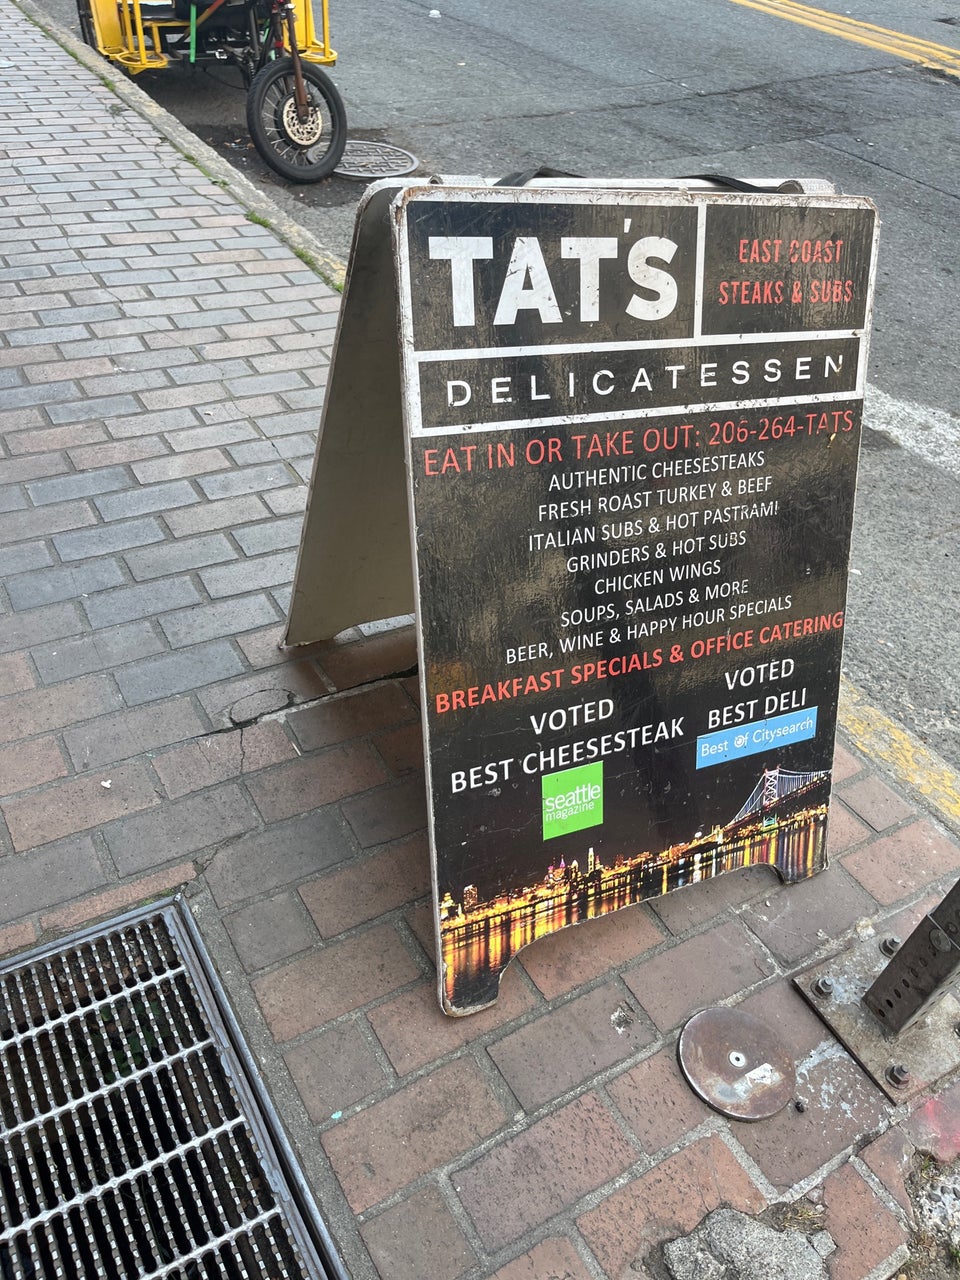 TAT'S
EAST COAST
STEAKS & SUBS
DELICATESSEN
EAT IN OR TAKE OUT: 206-264-TATS
AUTHENTIC CHEESESTEAKS
FRESH ROAST TURKEY & BEEF
ITALIAN SUBS & HOT PASTRAMI
GRINDERS & HOT SUBS
CHICKEN WINGS
SOUPS, SALADS & MORE
BEER, WINE & HAPPY HOUR SPECIALS
BREAKFAST SPECIALS & OFFICE CATERING
VOTED
BEST CHEESESTEAK
seattle
magazine
VOTED
BEST DELI
Best Of Citysearch